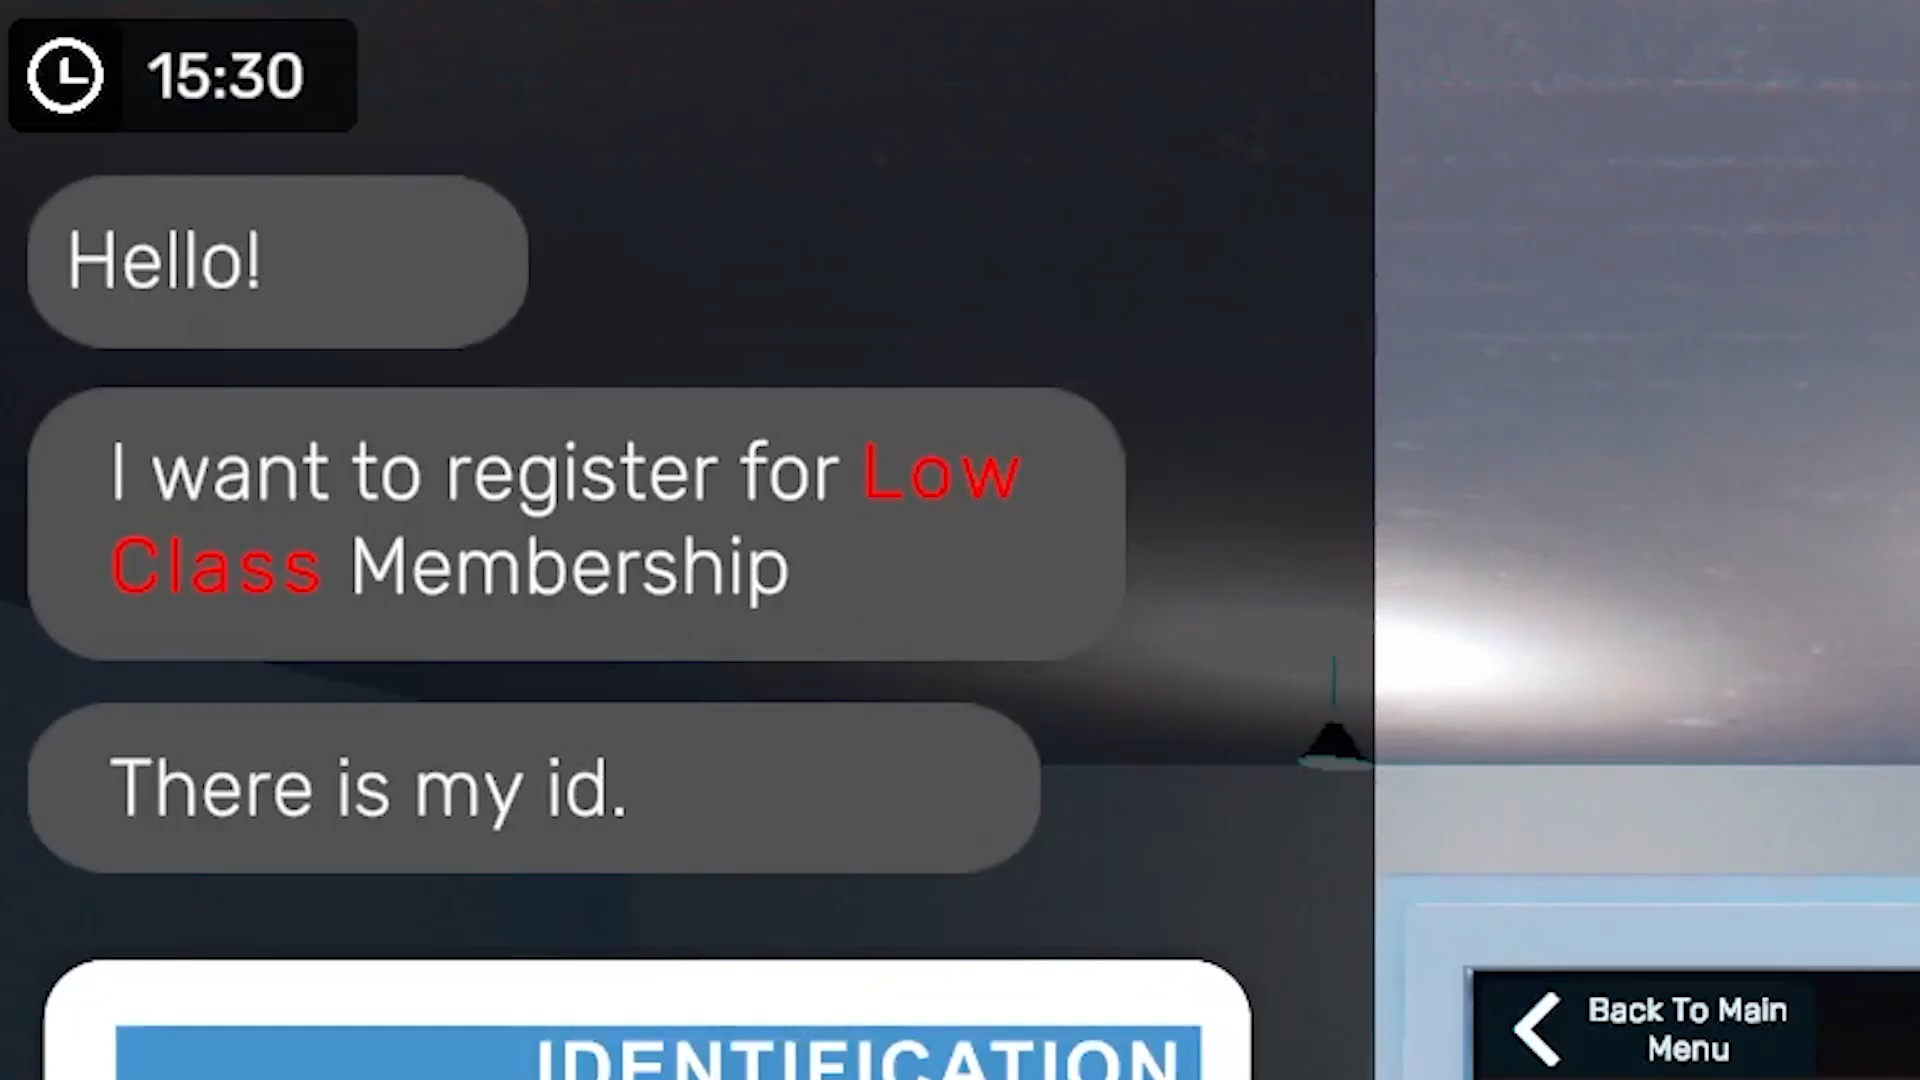 15:30
Hello!
I want to register for Low
Class Membership
There is my id.
IDENTIFICATION
Back To Main
Menu